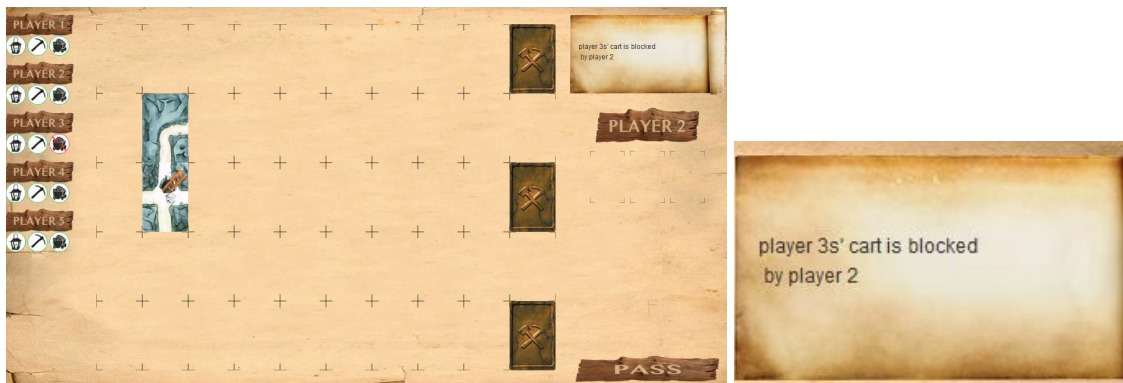 PLAYER 1
PLAYER 2
PLAYER 3
PLAYER 4
PLAYER 5
player 3s' cart is blocked
by player 2
PLAYER 2
PASS
player 3s' cart is blocked
by player 2